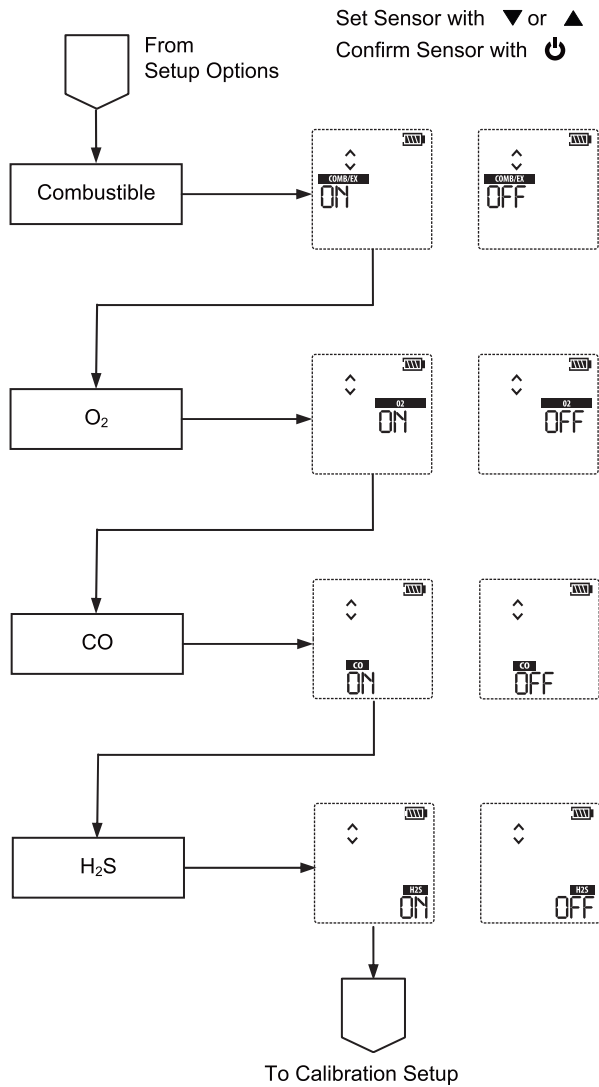 Set Sensor with ▼ or ▲
Confirm Sensor with ⏻
From
Setup Options
Combustible
COMB/EX
ON
COMB/EX
OFF
O₂
O2
ON
O2
OFF
CO
CO
ON
CO
OFF
H₂S
H2S
ON
H2S
OFF
To Calibration Setup